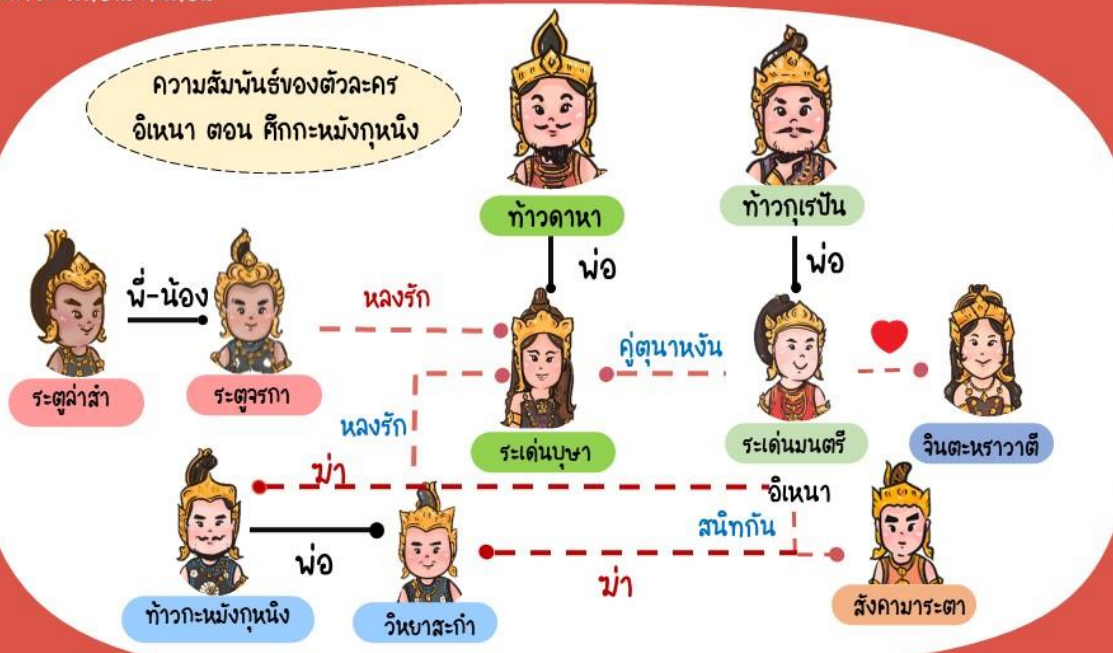 ความสัมพันธ์ของตัวละคร
อิเหนา ตอน ศึกกะหมังกุหนิง
ท้าวดาหา
ท้าวกุเรปัน
พ่อ
พ่อ
พี่-น้อง
หลงรัก
คู่ตุนาหงัน
ระตูล่าสำ
ระตูจรกา
หลงรัก
ระเด่นบุษา
ระเด่นมนตรี
จินตะหราวาตี
ฆ่า
อิเหนา
สนิทกัน
พ่อ
ฆ่า
ท้าวกะหมังกุหนิง
วิหยาสะกำ
สังคามาระตา